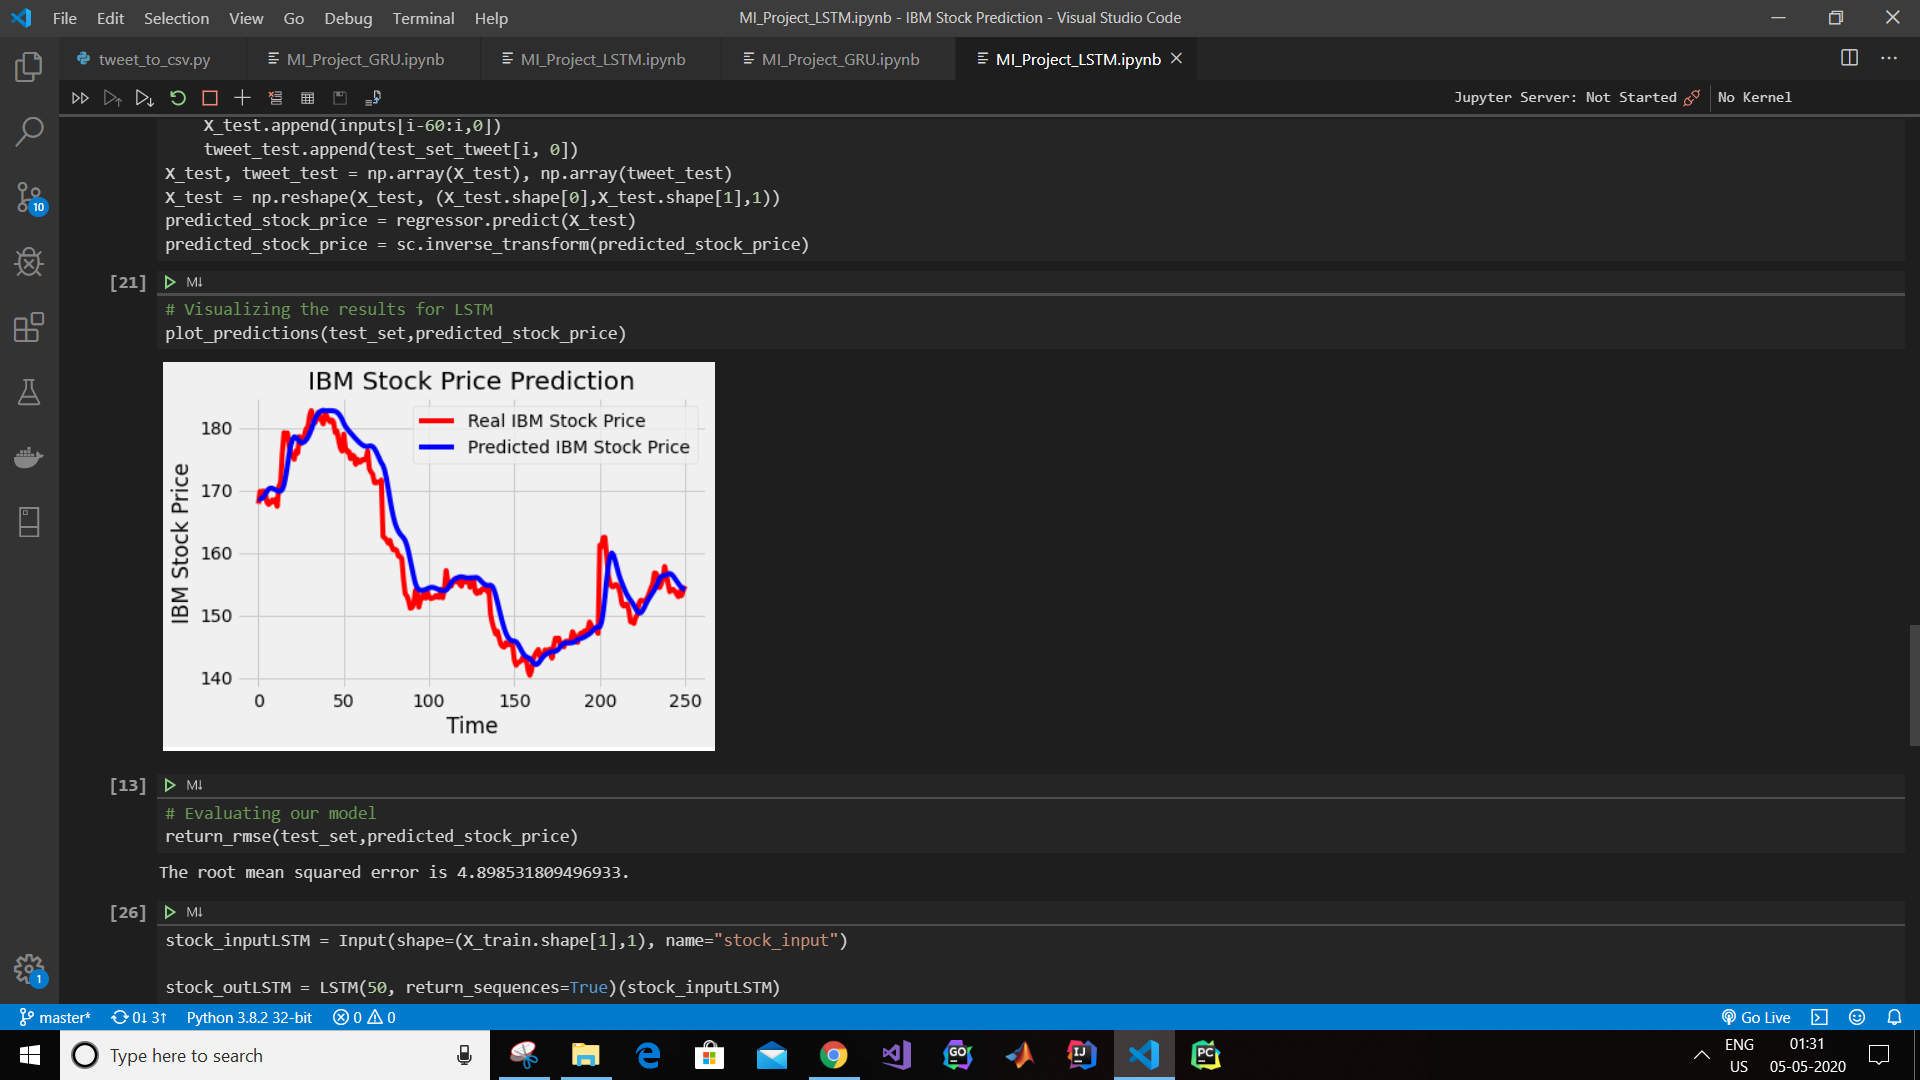 File Edit Selection View Go Debug Terminal Help
MI_Project_LSTM.ipynb - IBM Stock Prediction - Visual Studio Code
tweet_to_csv.py MI_Project_GRU.ipynb MI_Project_LSTM.ipynb MI_Project_GRU.ipynb MI_Project_LSTM.ipynb
Jupyter Server: Not Started No Kernel
X_test.append(inputs[i-60:i,0])
tweet_test.append(test_set_tweet[i, 0])
X_test, tweet_test = np.array(X_test), np.array(tweet_test)
X_test = np.reshape(X_test, (X_test.shape[0],X_test.shape[1],1))
predicted_stock_price = regressor.predict(X_test)
predicted_stock_price = sc.inverse_transform(predicted_stock_price)
10
[21] M↓
# Visualizing the results for LSTM
plot_predictions(test_set,predicted_stock_price)
IBM Stock Price Prediction
Real IBM Stock Price
Predicted IBM Stock Price
IBM Stock Price
180
170
160
150
140
0 50 100 150 200 250
Time
[13] M↓
# Evaluating our model
return_rmse(test_set,predicted_stock_price)
The root mean squared error is 4.898531809496933.
[26] M↓
stock_inputLSTM = Input(shape=(X_train.shape[1],1), name="stock_input")
stock_outLSTM = LSTM(50, return_sequences=True)(stock_inputLSTM)
1
master* 0↓ 3↑ Python 3.8.2 32-bit 0 0 Go Live
Type here to search
GO
IJ
PC
ENG
US
01:31
05-05-2020